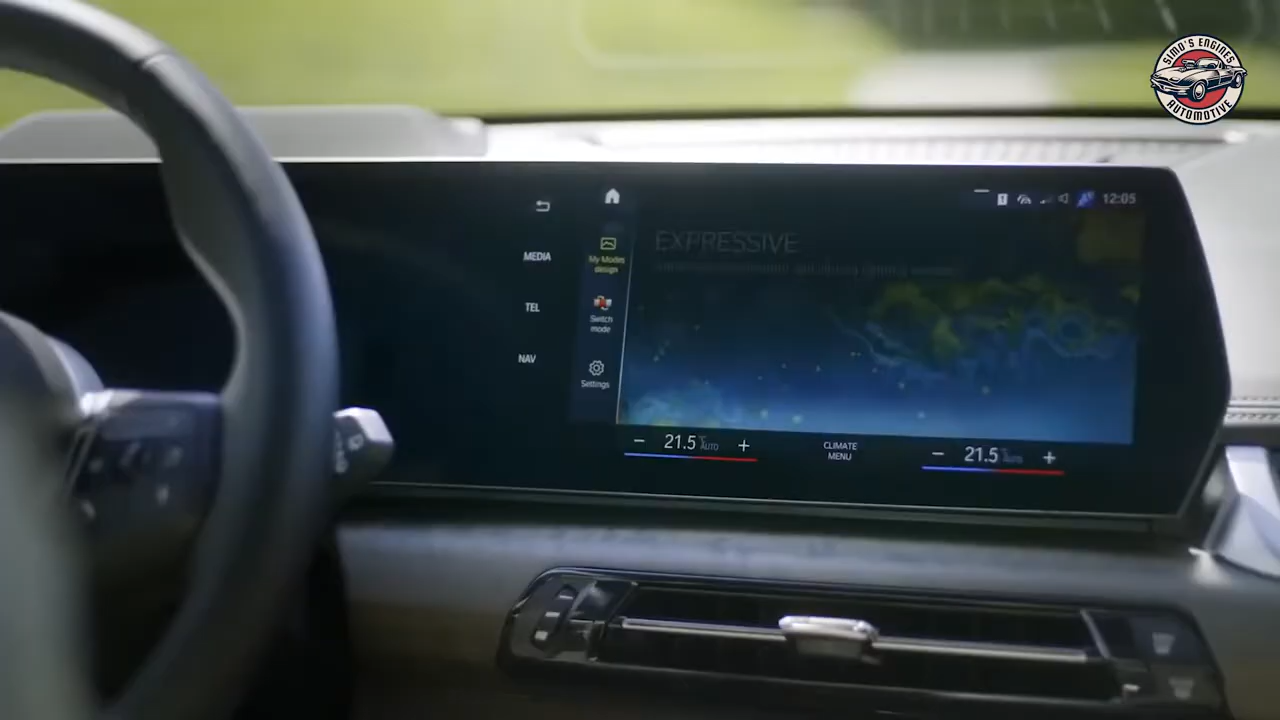 SIMO'S ENGINES
AUTOMOTIVE
12:05
MEDIA
TEL
NAV
My Modes
design
Switch
mode
Settings
EXPRESSIVE
- 21.5 °C AUTO +
CLIMATE
MENU
- 21.5 °C AUTO +